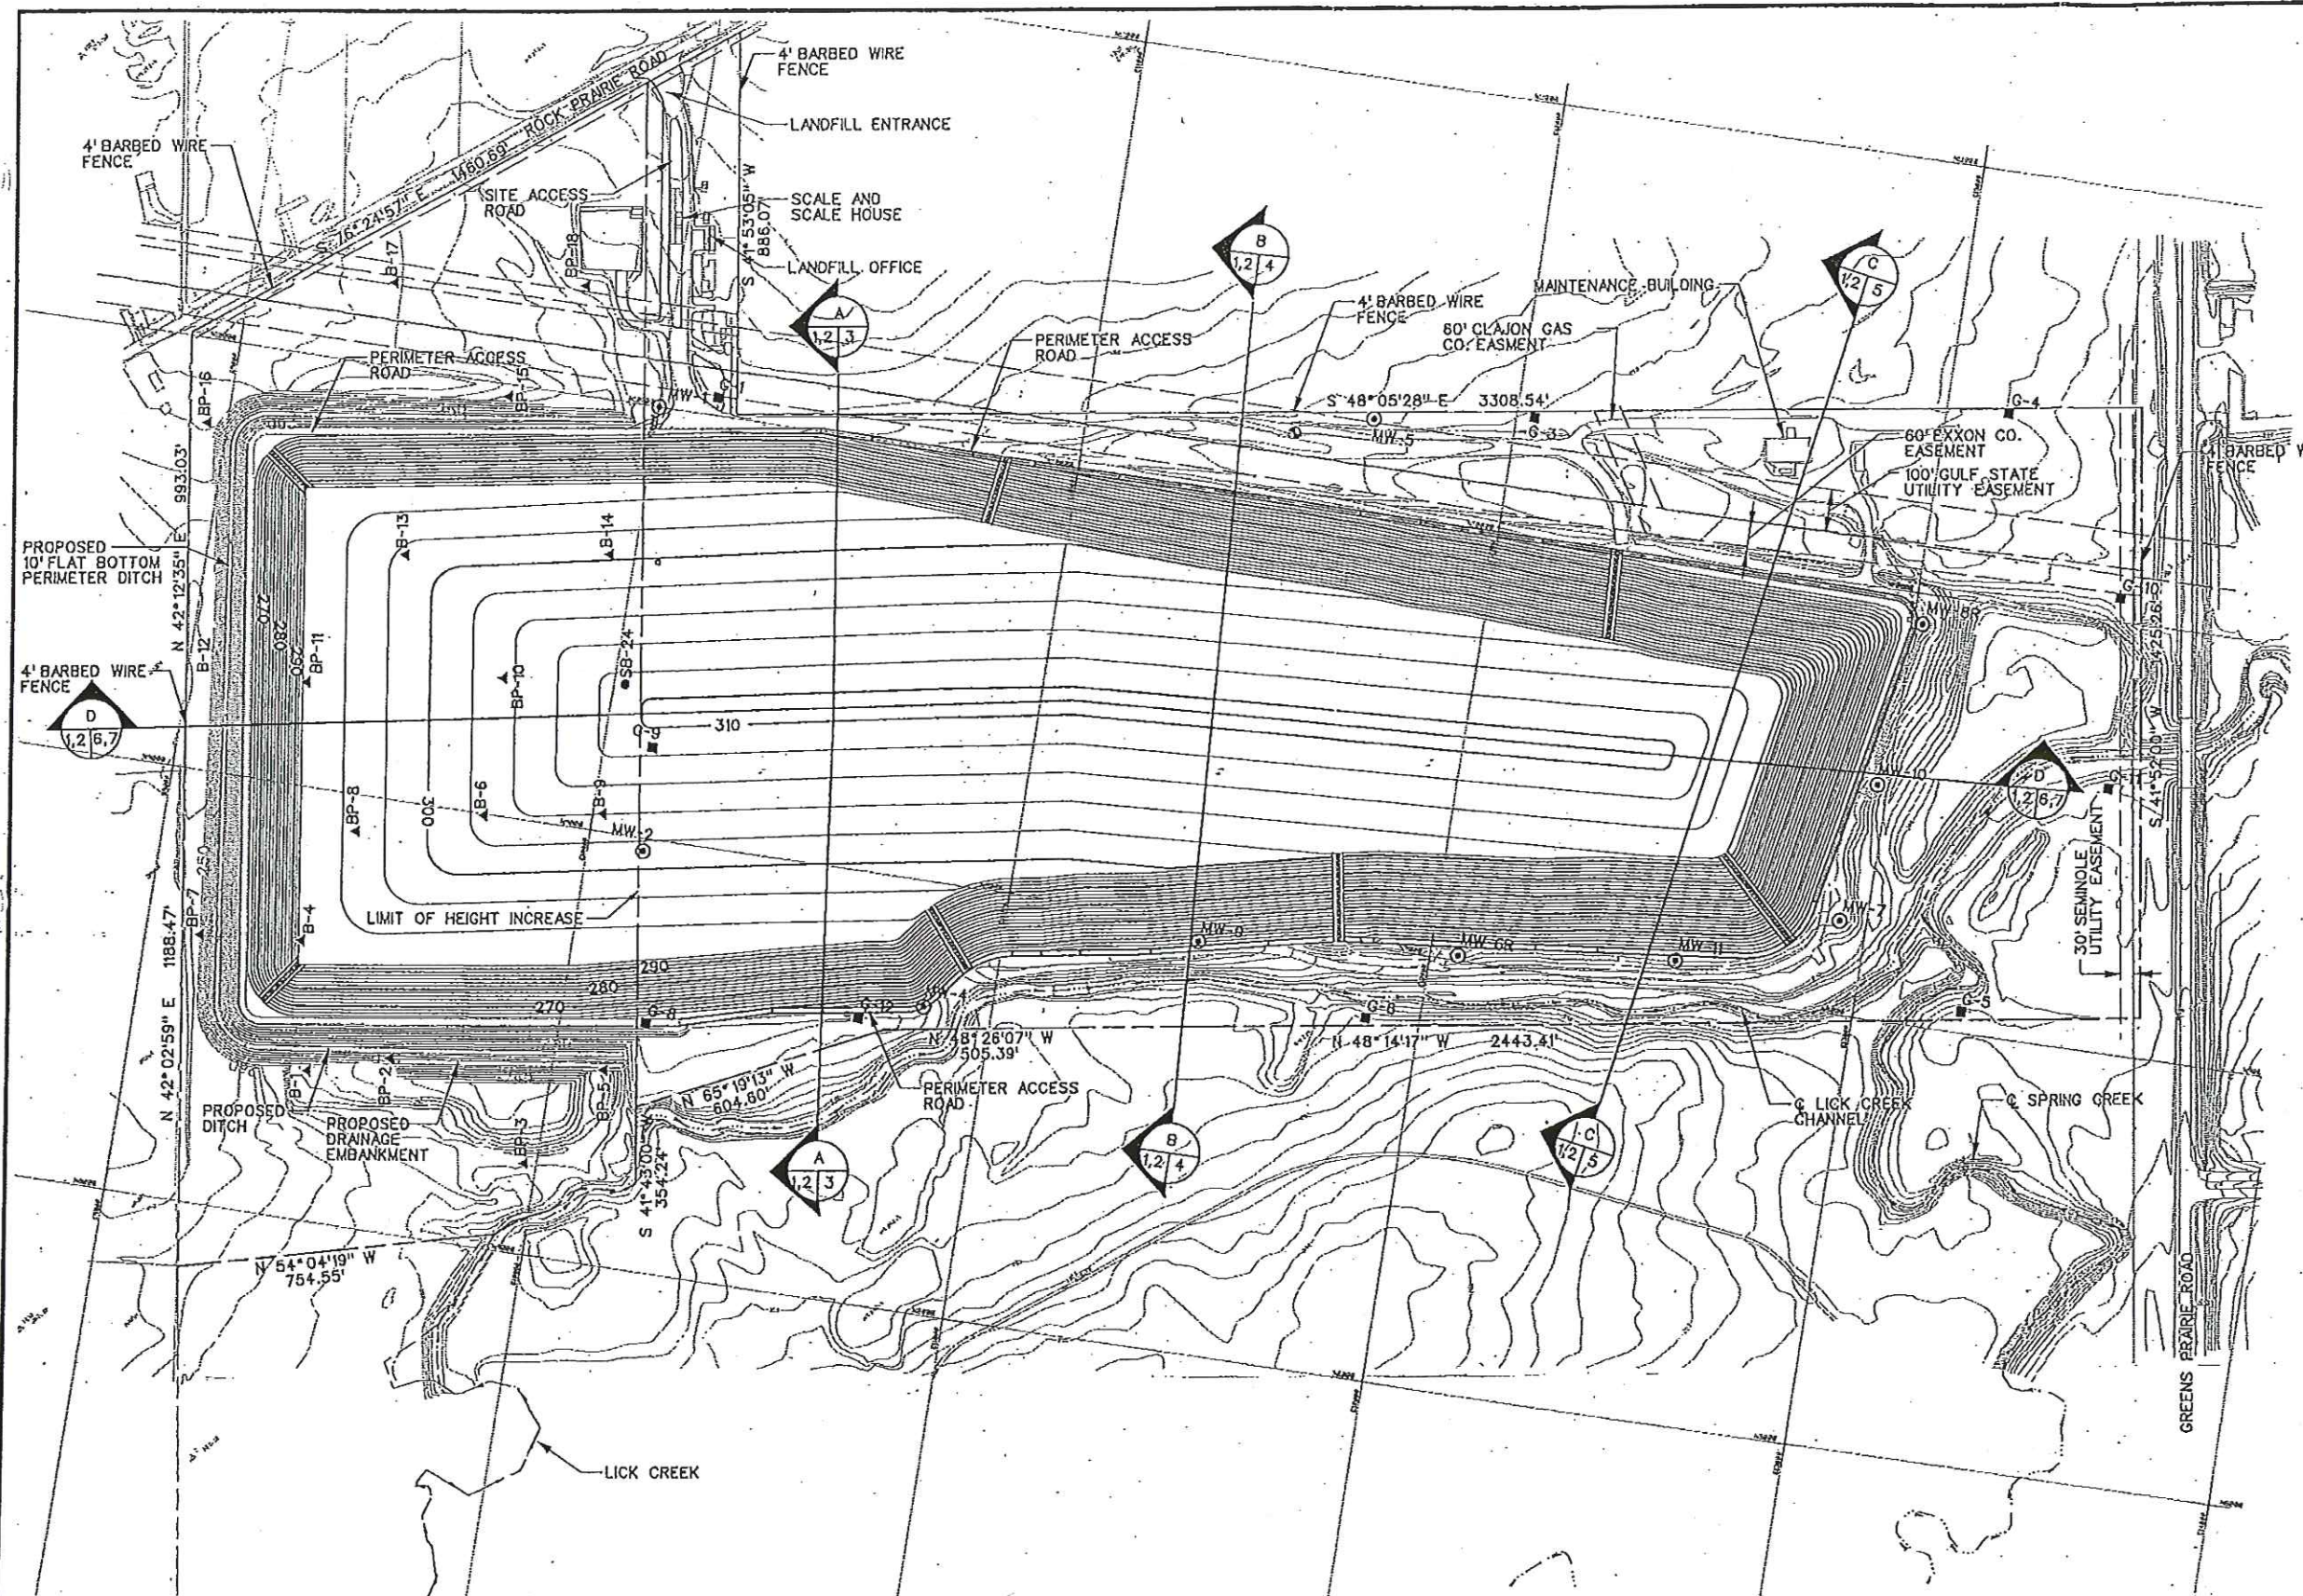 4' BARBED WIRE
FENCE
LANDFILL ENTRANCE
ROCK PRAIRIE ROAD
4' BARBED WIRE
FENCE
S 76°24'57" E 1460.69'
SITE ACCESS
ROAD
SCALE AND
SCALE HOUSE
S 41°53'05" W
886.07'
LANDFILL OFFICE
B-17
BP-18
A
1,2 3
B
1,2 4
C
1,2 5
MAINTENANCE BUILDING
4' BARBED WIRE
FENCE
60' CLAJON GAS
CO. EASMENT
PERIMETER ACCESS
ROAD
PERIMETER ACCESS
ROAD
BP-16
BP-15
MW-1
G-1
S 48°05'28" E 3308.54'
MW-5
G-3
G-4
60' EXXON CO.
EASEMENT
100' GULF STATE
UTILITY EASEMENT
4' BARBED W
FENCE
N 42°12'35" E 993.03'
PROPOSED
10' FLAT BOTTOM
PERIMETER DITCH
B-13
B-14
270
280
290
BP-11
B-12
BP-10
SB-24
MW-8R
G-10
S 41°52'00" W 1425.26'
4' BARBED WIRE
FENCE
D
1,2 6,7
G-9
310
MW-10
D
1,2 6,7
G-11
30' SEMINOLE
UTILITY EASEMENT
BP-8
300
B-6
B-9
MW-2
LIMIT OF HEIGHT INCREASE
BP-7
250
B-4
MW-9
MW-6R
MW-11
MW-7
290
280
270
G-8
G-12
MW-4
G-6
G-5
N 42°02'59" E 1188.47'
N 48°26'07" W
505.39'
N 48°14'17" W 2443.41'
B-1
BP-2
BP-3
BP-5
PROPOSED
DITCH
PROPOSED
DRAINAGE
EMBANKMENT
N 65°19'13" W
604.60'
PERIMETER ACCESS
ROAD
A
1,2 3
B
1,2 4
C
1,2 5
℄ LICK CREEK
CHANNEL
℄ SPRING CREEK
S 41°43'00" W
354.24'
N 54°04'19" W
754.55'
LICK CREEK
GREENS PRAIRIE ROAD